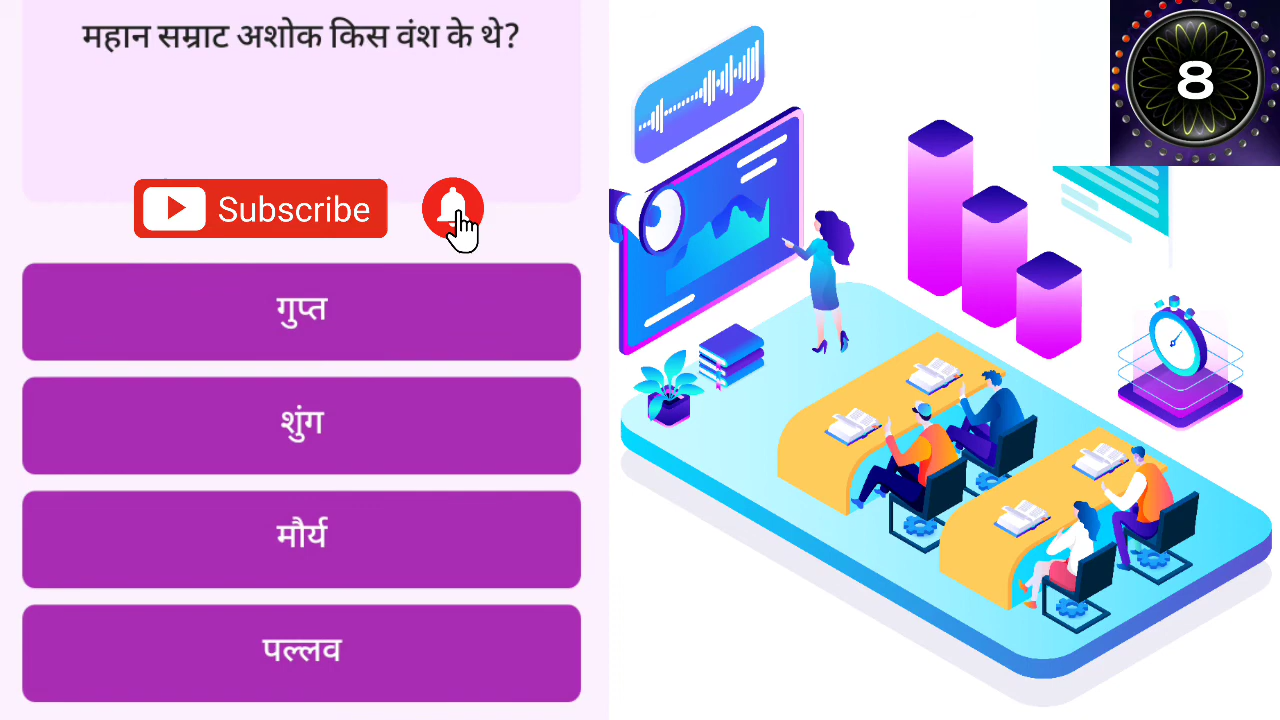 महान सम्राट अशोक किस वंश के थे?
8
Subscribe
गुप्त
शुंग
मौर्य
पल्लव